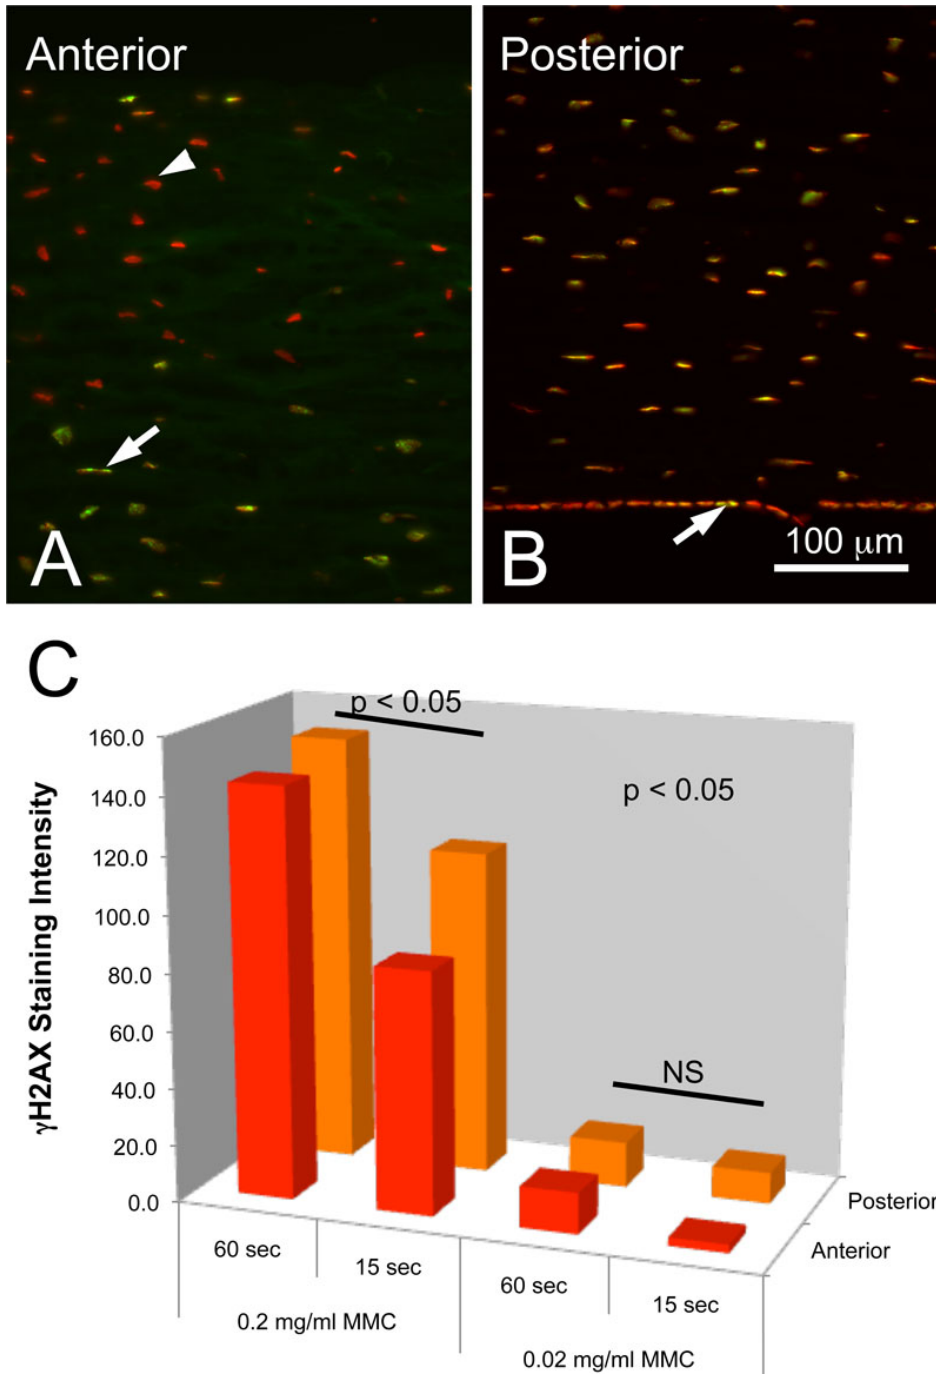 Anterior
Posterior
A
B
100 μm
C
p < 0.05
p < 0.05
NS
γH2AX Staining Intensity
160.0
140.0
120.0
100.0
80.0
60.0
40.0
20.0
0.0
Posterior
Anterior
60 sec
15 sec
60 sec
15 sec
0.2 mg/ml MMC
0.02 mg/ml MMC